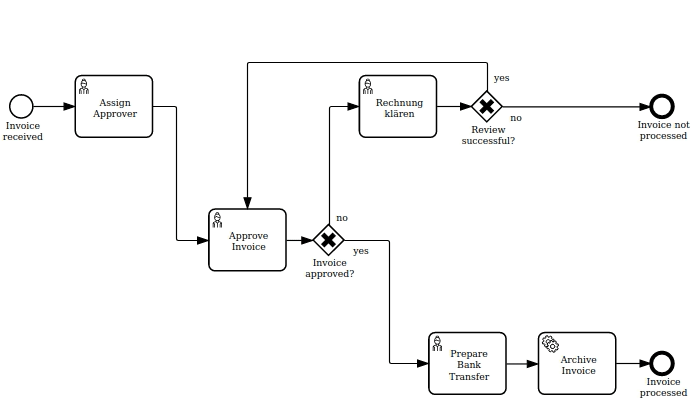 yes
Assign
Approver
Rechnung
klären
Invoice
received
no
Review
successful?
Invoice not
processed
no
Approve
Invoice
yes
Invoice
approved?
Prepare
Bank
Transfer
Archive
Invoice
Invoice
processed